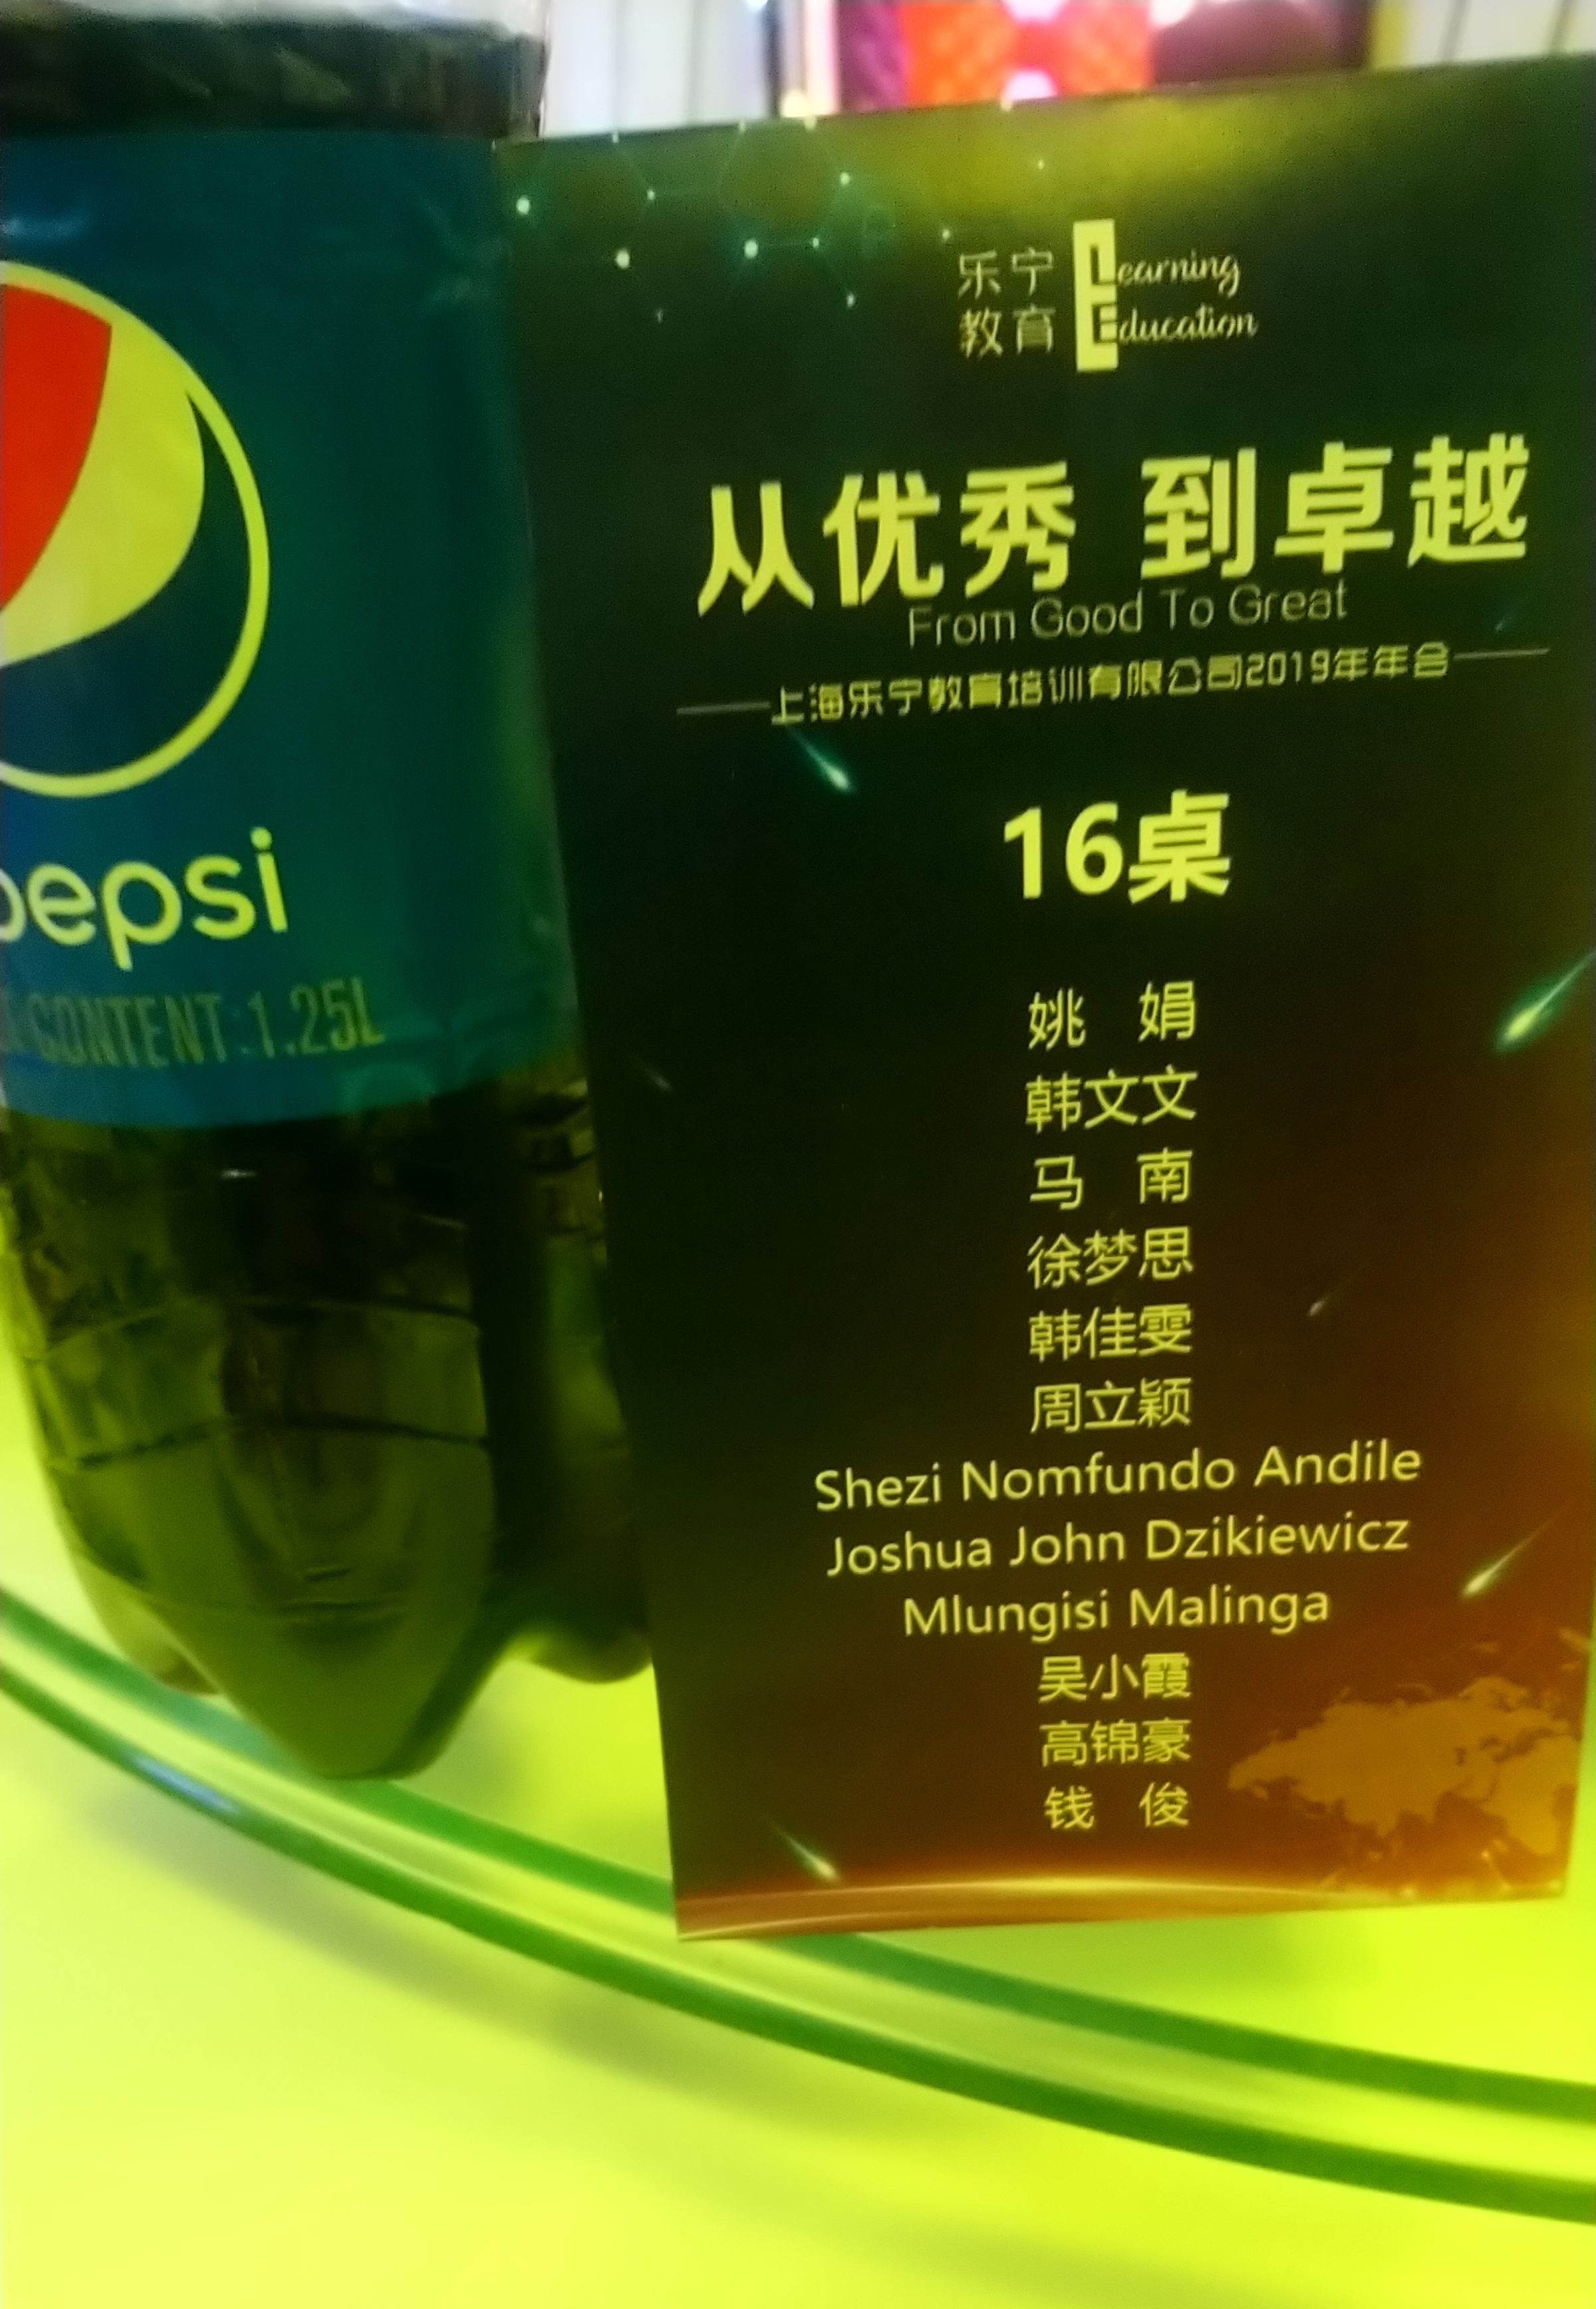 pepsi
CONTENT:1.25L
乐宁 Learning
教育 Education
从优秀 到卓越
From Good To Great
上海乐宁教育培训有限公司2019年年会
16桌
姚 娟
韩文文
马 南
徐梦思
韩佳雯
周立颖
Shezi Nomfundo Andile
Joshua John Dzikiewicz
Mlungisi Malinga
吴小霞
高锦豪
钱 俊